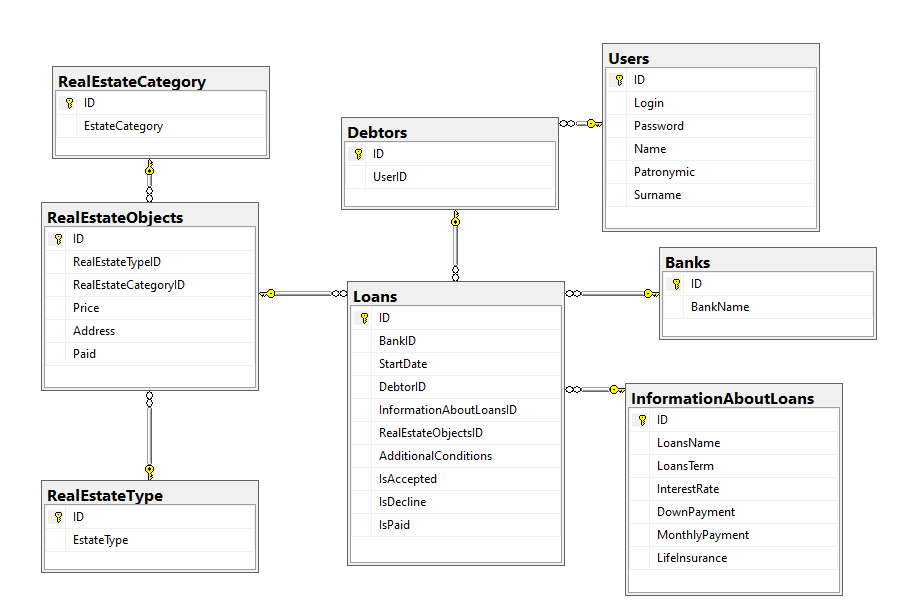 RealEstateCategory
ID
EstateCategory
RealEstateObjects
ID
RealEstateTypeID
RealEstateCategoryID
Price
Address
Paid
RealEstateType
ID
EstateType
Debtors
ID
UserID
Loans
ID
BankID
StartDate
DebtorID
InformationAboutLoansID
RealEstateObjectsID
AdditionalConditions
IsAccepted
IsDecline
IsPaid
Users
ID
Login
Password
Name
Patronymic
Surname
Banks
ID
BankName
InformationAboutLoans
ID
LoansName
LoansTerm
InterestRate
DownPayment
MonthlyPayment
LifeInsurance